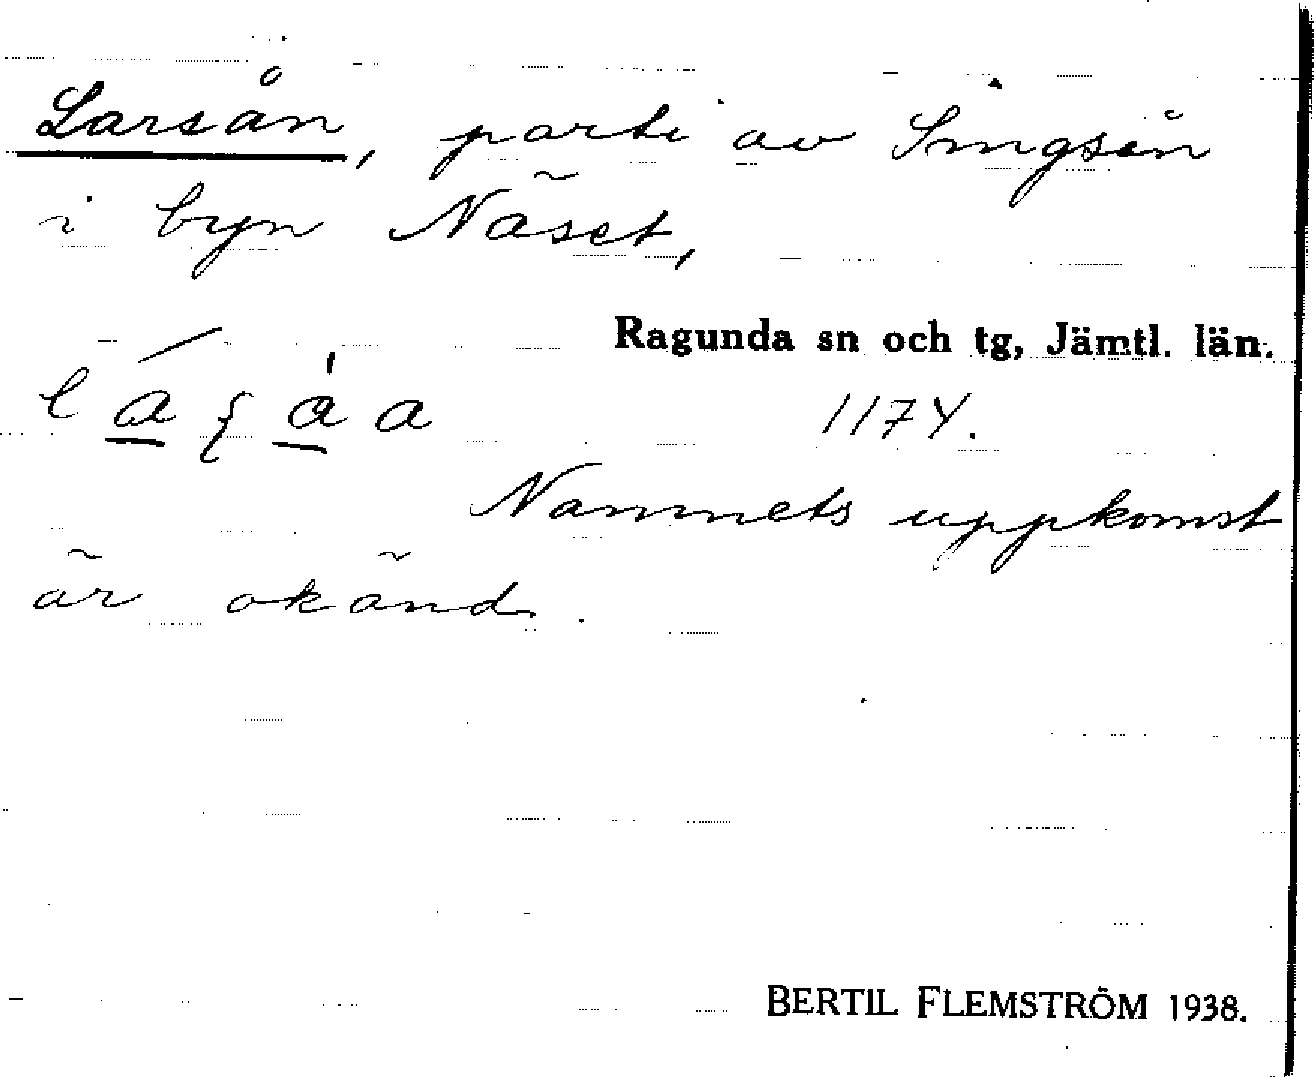 Larsån, parti av Singsån
i byn Näset,
Ragunda sn och tg, Jämtl. län.
1174.
Namnets uppkomst
är okänd.
BERTIL FLEMSTRÖM 1938.